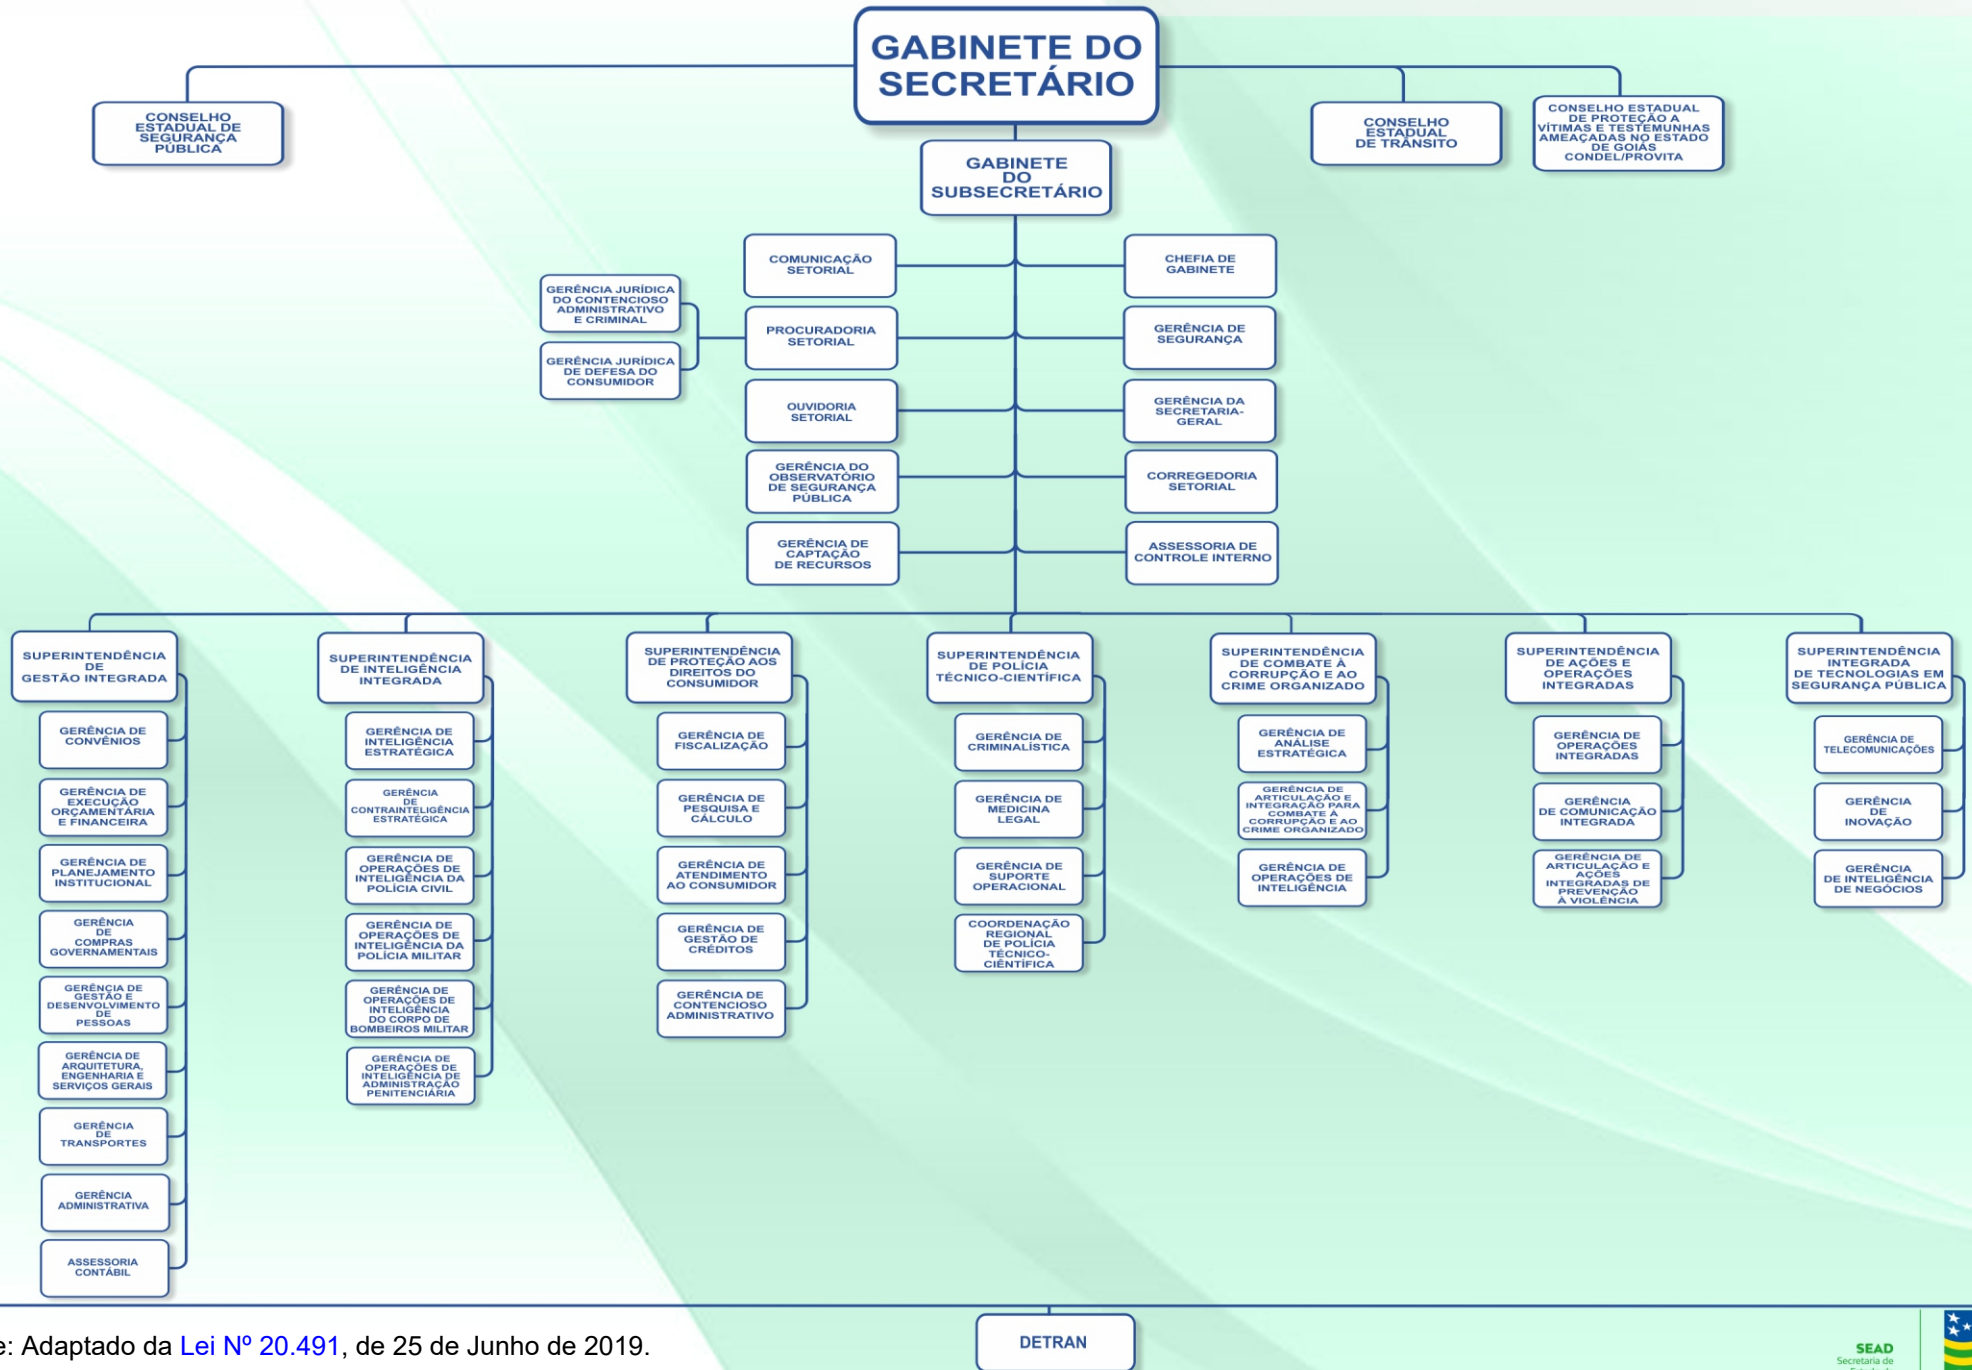 GABINETE DO
SECRETÁRIO
CONSELHO
ESTADUAL DE
SEGURANÇA
PÚBLICA
CONSELHO
ESTADUAL
DE TRÂNSITO
CONSELHO ESTADUAL
DE PROTEÇÃO A
VÍTIMAS E TESTEMUNHAS
AMEAÇADAS NO ESTADO
DE GOIÁS
CONDEL/PROVITA
GABINETE
DO
SUBSECRETÁRIO
COMUNICAÇÃO
SETORIAL
CHEFIA DE
GABINETE
GERÊNCIA JURÍDICA
DO CONTENCIOSO
ADMINISTRATIVO
E CRIMINAL
PROCURADORIA
SETORIAL
GERÊNCIA DE
SEGURANÇA
GERÊNCIA JURÍDICA
DE DEFESA DO
CONSUMIDOR
OUVIDORIA
SETORIAL
GERÊNCIA DA
SECRETARIA-
GERAL
GERÊNCIA DO
OBSERVATÓRIO
DE SEGURANÇA
PÚBLICA
CORREGEDORIA
SETORIAL
GERÊNCIA DE
CAPTAÇÃO
DE RECURSOS
ASSESSORIA DE
CONTROLE INTERNO
SUPERINTENDÊNCIA
DE
GESTÃO INTEGRADA
GERÊNCIA DE
CONVÊNIOS
GERÊNCIA DE
EXECUÇÃO
ORÇAMENTÁRIA
E FINANCEIRA
GERÊNCIA DE
PLANEJAMENTO
INSTITUCIONAL
GERÊNCIA
DE
COMPRAS
GOVERNAMENTAIS
GERÊNCIA DE
GESTÃO E
DESENVOLVIMENTO
DE
PESSOAS
GERÊNCIA DE
ARQUITETURA,
ENGENHARIA E
SERVIÇOS GERAIS
GERÊNCIA
DE
TRANSPORTES
GERÊNCIA
ADMINISTRATIVA
ASSESSORIA
CONTÁBIL
SUPERINTENDÊNCIA
DE INTELIGÊNCIA
INTEGRADA
GERÊNCIA DE
INTELIGÊNCIA
ESTRATÉGICA
GERÊNCIA
DE
CONTRAINTELIGÊNCIA
ESTRATÉGICA
GERÊNCIA DE
OPERAÇÕES DE
INTELIGÊNCIA DA
POLÍCIA CIVIL
GERÊNCIA DE
OPERAÇÕES DE
INTELIGÊNCIA DA
POLÍCIA MILITAR
GERÊNCIA DE
OPERAÇÕES DE
INTELIGÊNCIA
DO CORPO DE
BOMBEIROS MILITAR
GERÊNCIA DE
OPERAÇÕES DE
INTELIGÊNCIA DE
ADMINISTRAÇÃO
PENITENCIÁRIA
SUPERINTENDÊNCIA
DE PROTEÇÃO AOS
DIREITOS DO
CONSUMIDOR
GERÊNCIA DE
FISCALIZAÇÃO
GERÊNCIA DE
PESQUISA E
CÁLCULO
GERÊNCIA DE
ATENDIMENTO
AO CONSUMIDOR
GERÊNCIA DE
GESTÃO DE
CRÉDITOS
GERÊNCIA DE
CONTENCIOSO
ADMINISTRATIVO
SUPERINTENDÊNCIA
DE POLÍCIA
TÉCNICO-CIENTÍFICA
GERÊNCIA DE
CRIMINALÍSTICA
GERÊNCIA DE
MEDICINA
LEGAL
GERÊNCIA DE
SUPORTE
OPERACIONAL
COORDENAÇÃO
REGIONAL
DE POLÍCIA
TÉCNICO-
CIÊNTÍFICA
SUPERINTENDÊNCIA
DE COMBATE À
CORRUPÇÃO E AO
CRIME ORGANIZADO
GERÊNCIA DE
ANÁLISE
ESTRATÉGICA
GERÊNCIA DE
ARTICULAÇÃO E
INTEGRAÇÃO PARA
COMBATE À
CORRUPÇÃO E AO
CRIME ORGANIZADO
GERÊNCIA DE
OPERAÇÕES DE
INTELIGÊNCIA
SUPERINTENDÊNCIA
DE AÇÕES E
OPERAÇÕES
INTEGRADAS
GERÊNCIA DE
OPERAÇÕES
INTEGRADAS
GERÊNCIA
DE COMUNICAÇÃO
INTEGRADA
GERÊNCIA DE
ARTICULAÇÃO E
AÇÕES
INTEGRADAS DE
PREVENÇÃO
À VIOLÊNCIA
SUPERINTENDÊNCIA
INTEGRADA
DE TECNOLOGIAS EM
SEGURANÇA PÚBLICA
GERÊNCIA DE
TELECOMUNICAÇÕES
GERÊNCIA
DE
INOVAÇÃO
GERÊNCIA
DE INTELIGÊNCIA
DE NEGÓCIOS
DETRAN
e: Adaptado da Lei Nº 20.491, de 25 de Junho de 2019.
SEAD
Secretaria de